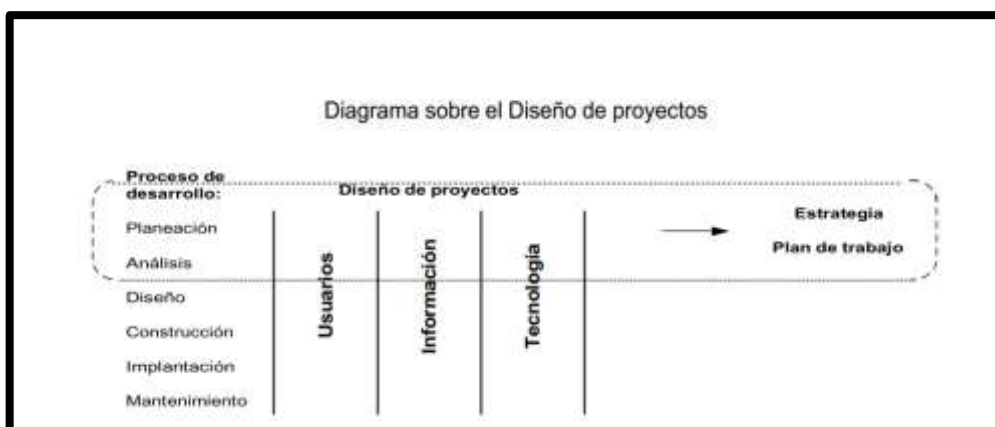 Diagrama sobre el Diseño de proyectos
Proceso de
desarrollo:
Diseño de proyectos
Planeación
Análisis
Diseño
Construcción
Implantación
Mantenimiento
Usuarios
Información
Tecnología
Estrategia
Plan de trabajo